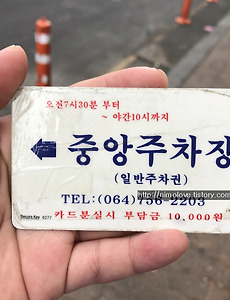 오전7시30분 부터
~ 야간10시까지
중앙주차장
(일반주차권)
http://nimolove.tistory.com
TEL:(064)756-2203
카드분실시 부담금 10,000원